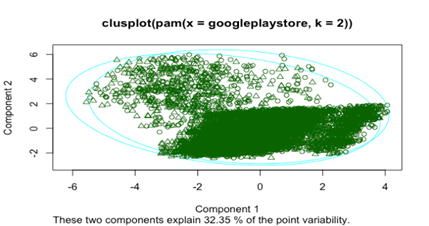 clusplot(pam(x = googleplaystore, k = 2))
Component 2
6
4
2
0
-2
-6
-4
-2
0
2
4
Component 1
These two components explain 32.35 % of the point variability.